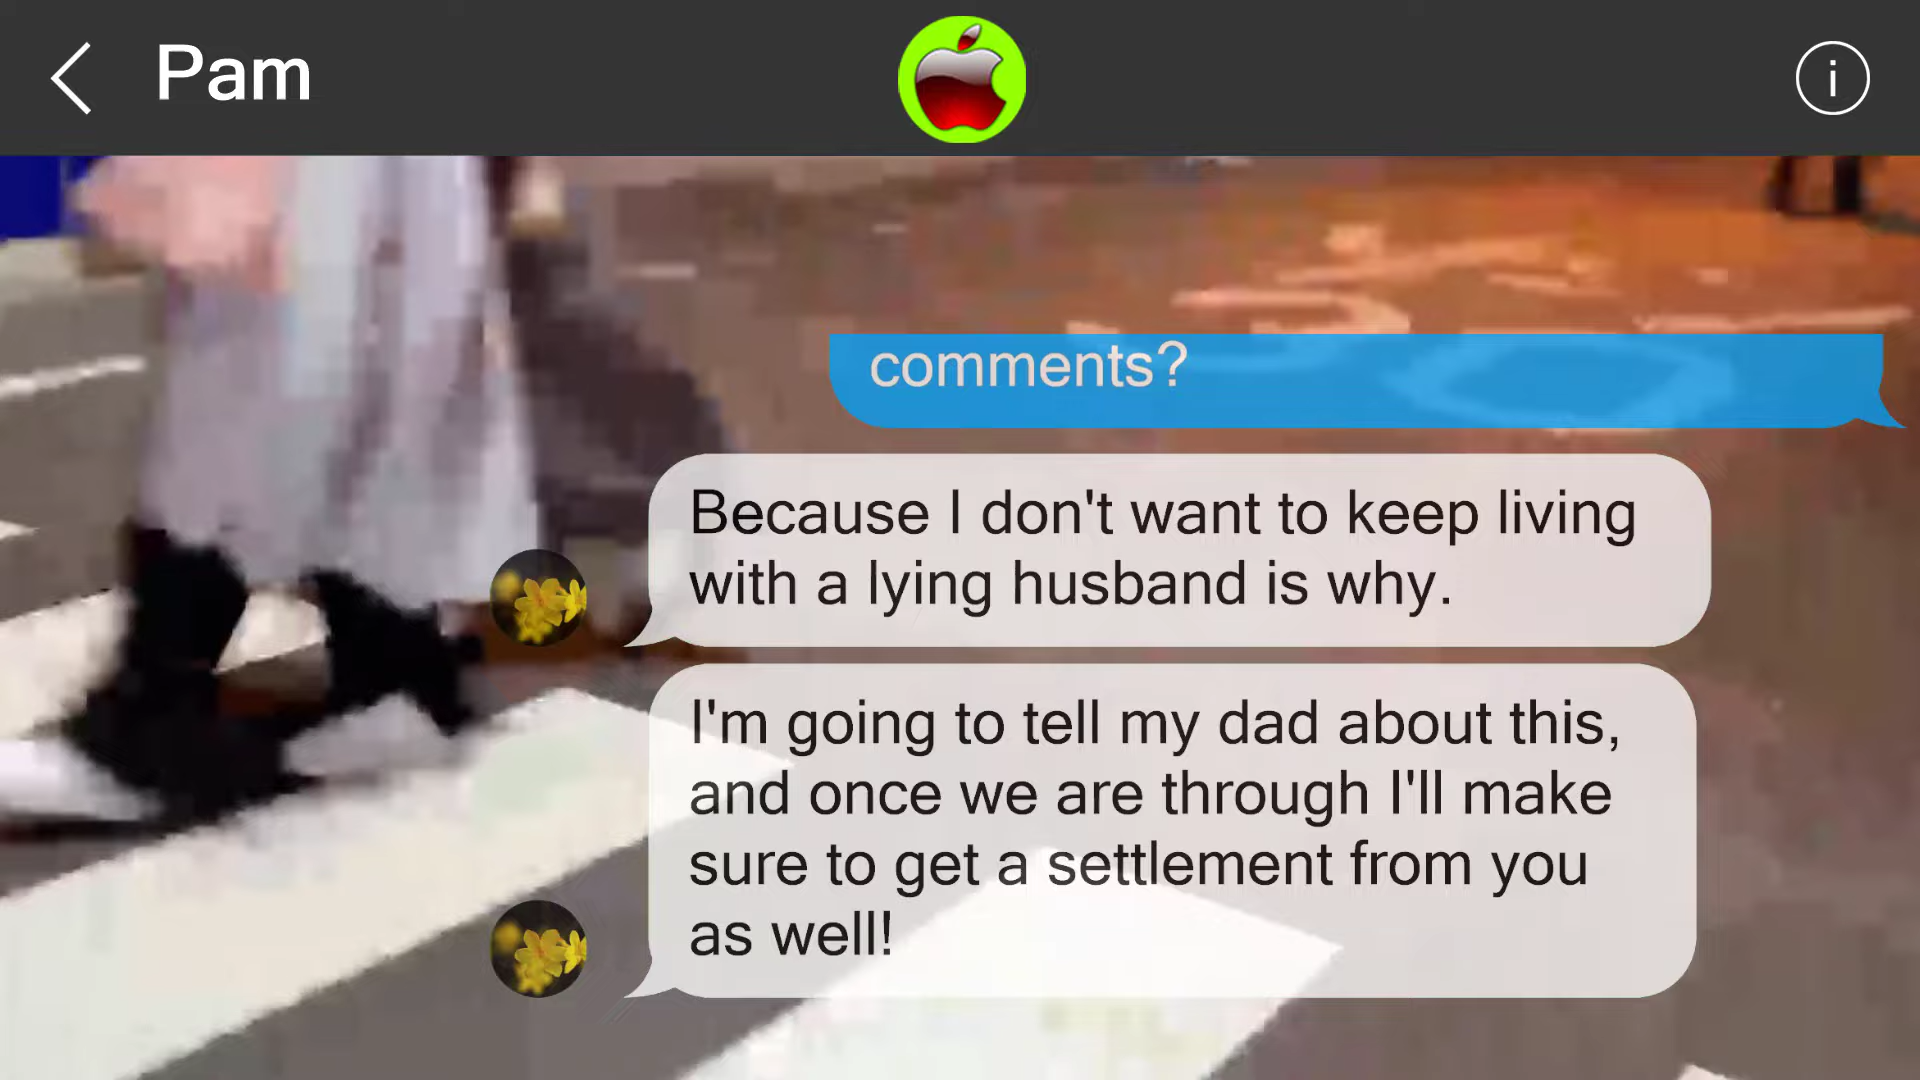 Pam
comments?
Because I don't want to keep living
with a lying husband is why.
I'm going to tell my dad about this,
and once we are through I'll make
sure to get a settlement from you
as well!